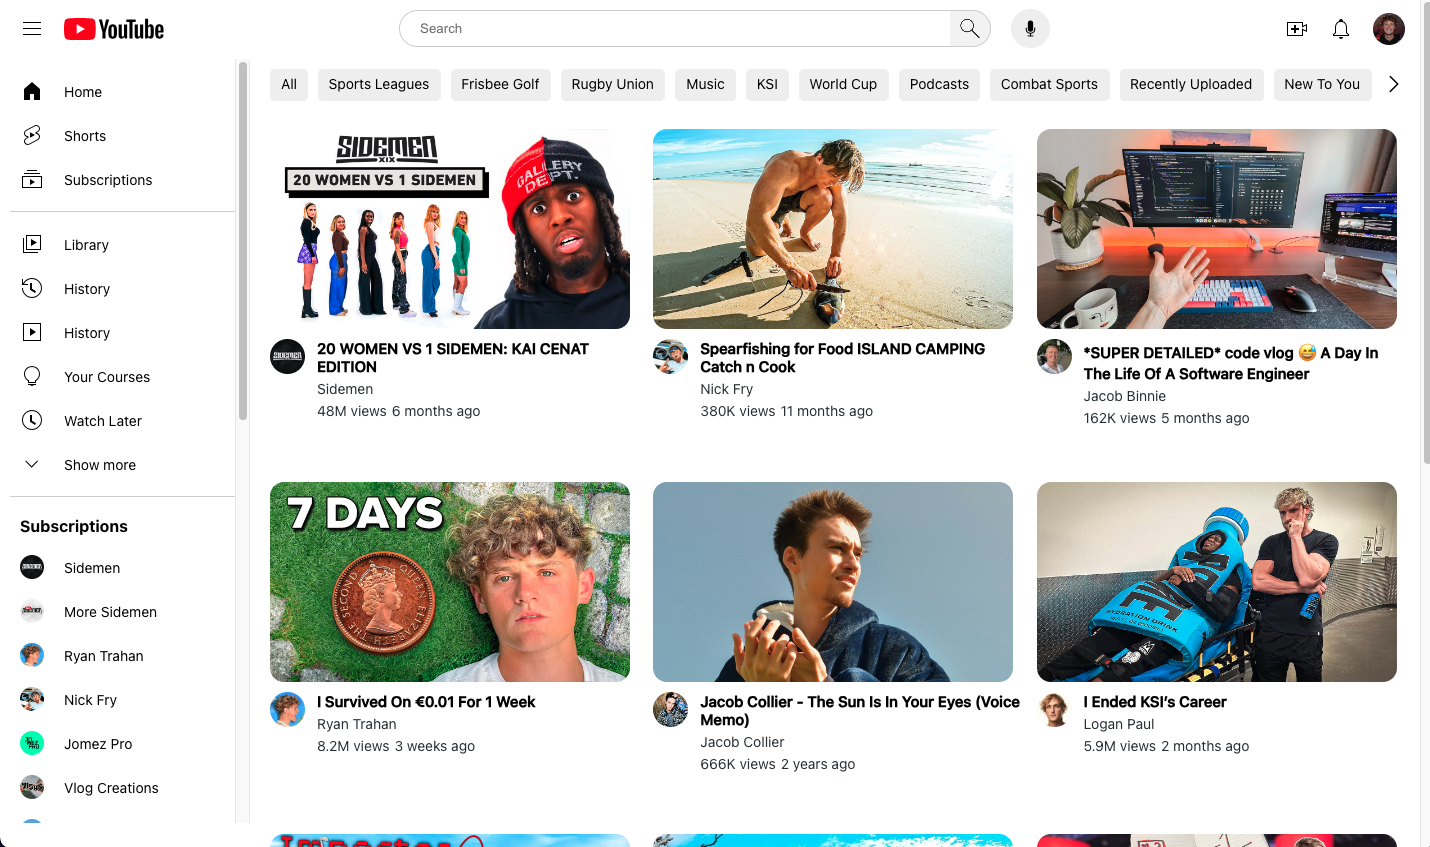 YouTube
Search
Home
Shorts
Subscriptions
Library
History
History
Your Courses
Watch Later
Show more
Subscriptions
Sidemen
More Sidemen
Ryan Trahan
Nick Fry
Jomez Pro
Vlog Creations
All
Sports Leagues
Frisbee Golf
Rugby Union
Music
KSI
World Cup
Podcasts
Combat Sports
Recently Uploaded
New To You
SIDEMEN
XIX
20 WOMEN VS 1 SIDEMEN
GALLERY
DEPT.
20 WOMEN VS 1 SIDEMEN: KAI CENAT
EDITION
Sidemen
48M views 6 months ago
Spearfishing for Food ISLAND CAMPING
Catch n Cook
Nick Fry
380K views 11 months ago
*SUPER DETAILED* code vlog 😅 A Day In
The Life Of A Software Engineer
Jacob Binnie
162K views 5 months ago
7 DAYS
I Survived On €0.01 For 1 Week
Ryan Trahan
8.2M views 3 weeks ago
Jacob Collier - The Sun Is In Your Eyes (Voice
Memo)
Jacob Collier
666K views 2 years ago
HYDRATION DRINK
I Ended KSI’s Career
Logan Paul
5.9M views 2 months ago